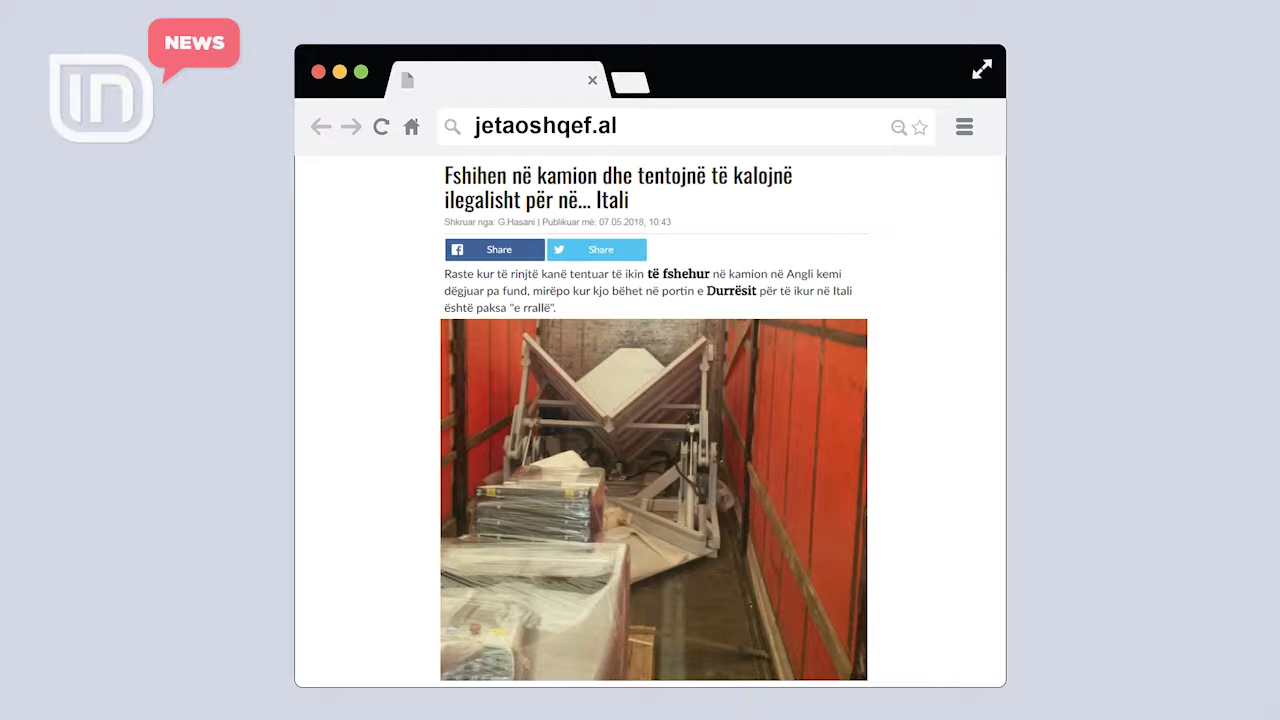 IN
NEWS
jetaoshqef.al
Fshihen në kamion dhe tentojnë të kalojnë
ilegalisht për në... Itali
Shkruar nga: G.Hasani | Publikuar më: 07.05.2018, 10:43
Share Share
Raste kur të rinjtë kanë tentuar të ikin të fshehur në kamion në Angli kemi
dëgjuar pa fund, mirëpo kur kjo bëhet në portin e Durrësit për të ikur në Itali
është paksa "e rrallë".